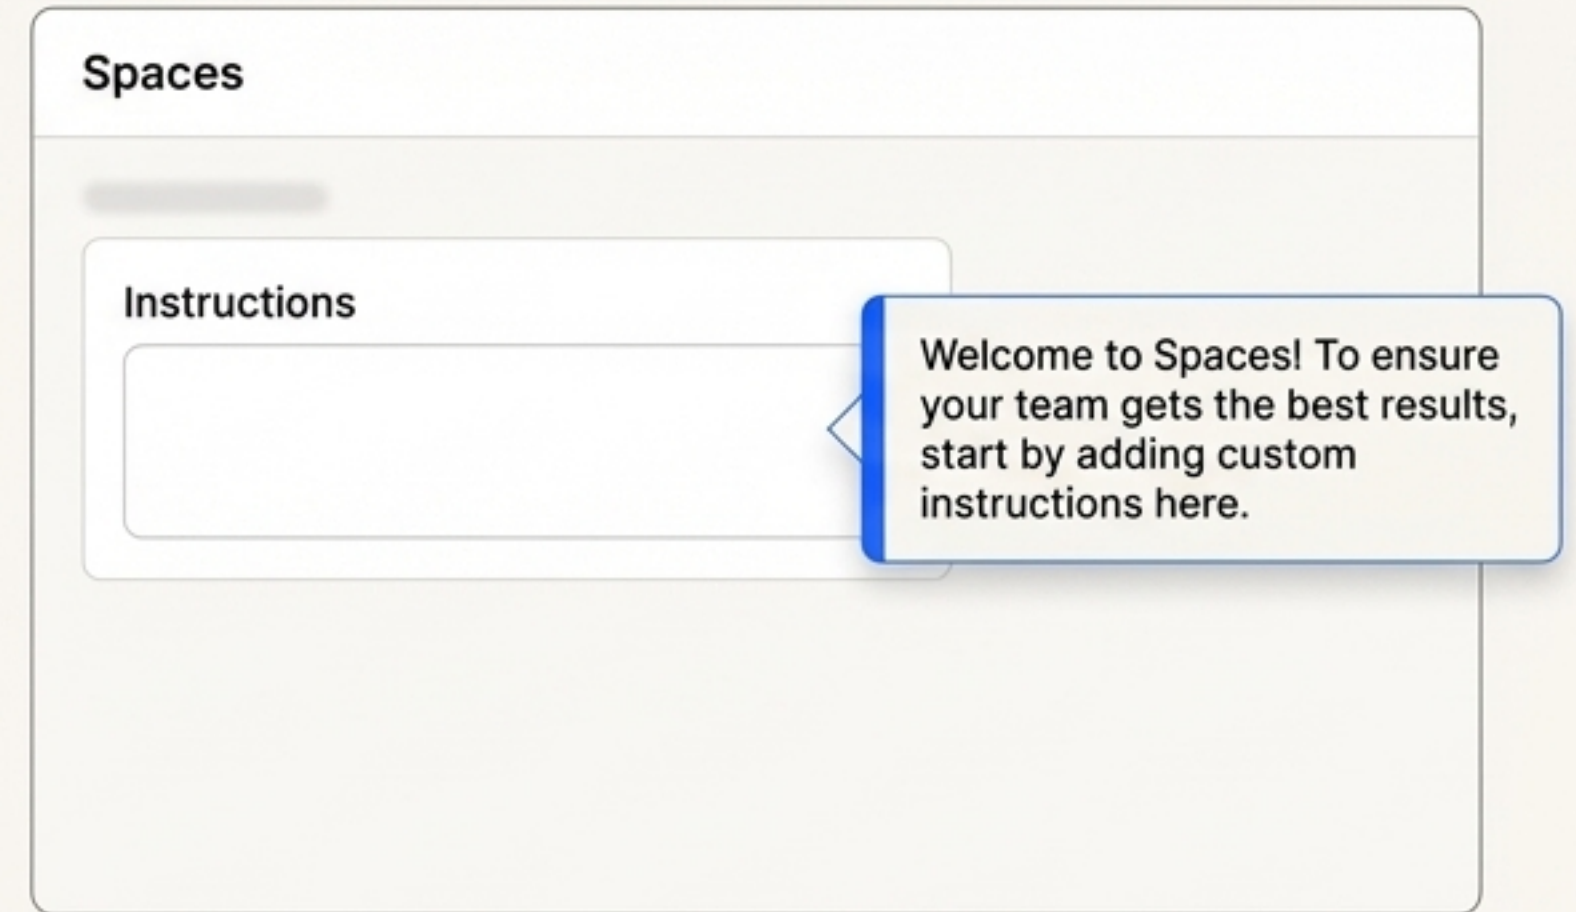 Spaces
Instructions
Welcome to Spaces! To ensure
your team gets the best results,
start by adding custom
instructions here.